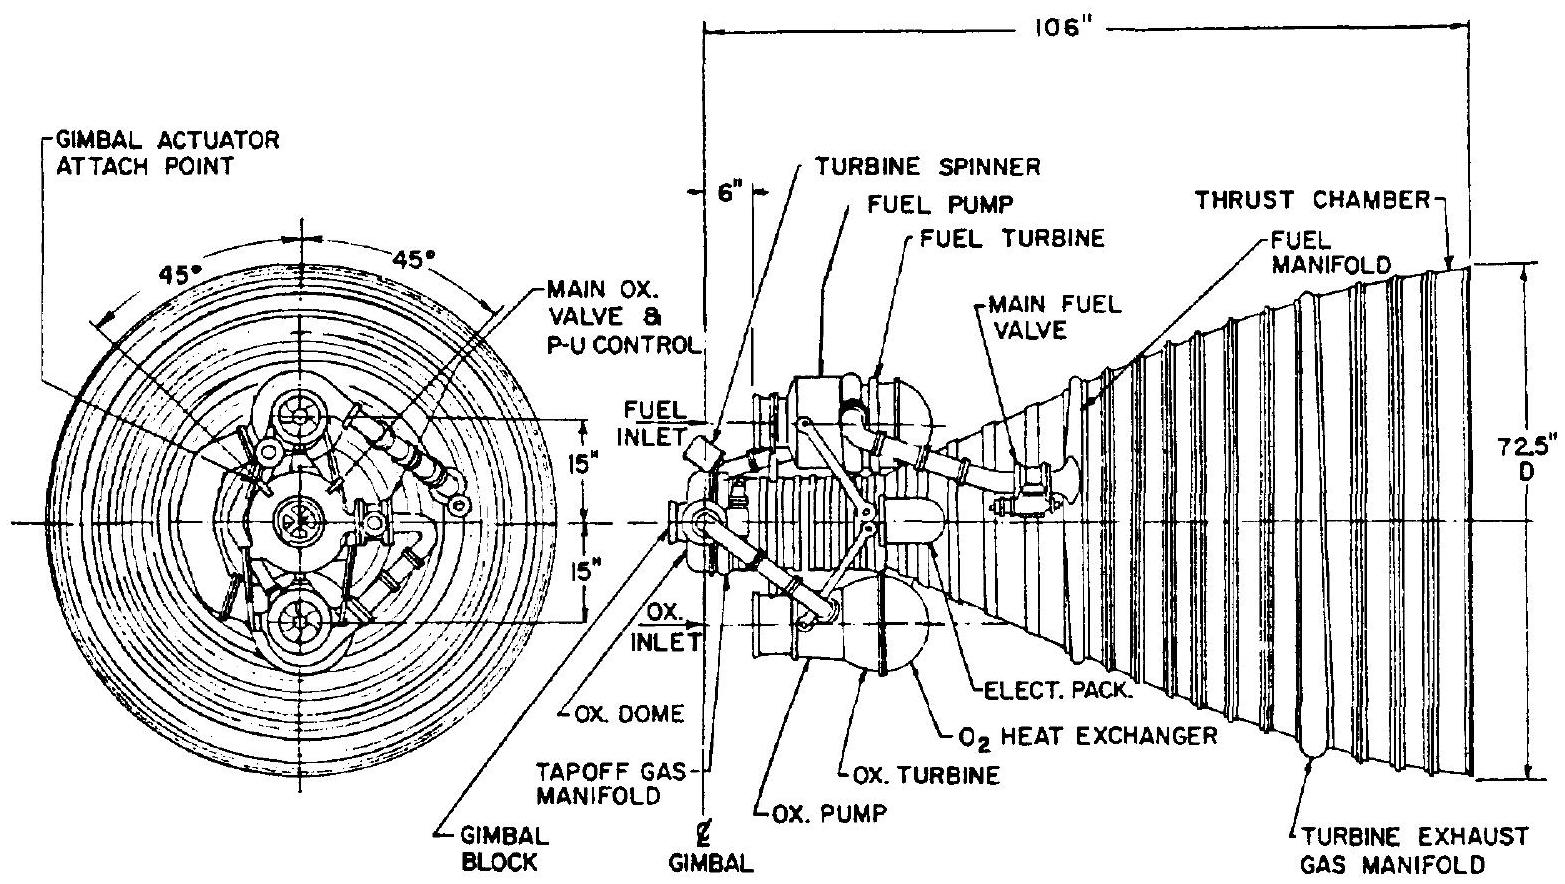 106"
GIMBAL ACTUATOR
ATTACH POINT
TURBINE SPINNER
6"
FUEL PUMP
THRUST CHAMBER
FUEL TURBINE
FUEL
MANIFOLD
45°
45°
MAIN OX.
VALVE &
P-U CONTROL
MAIN FUEL
VALVE
FUEL
INLET
15"
72.5"
D
15"
OX.
INLET
ELECT. PACK.
OX. DOME
O₂ HEAT EXCHANGER
TAPOFF GAS
MANIFOLD
OX. TURBINE
OX. PUMP
GIMBAL
BLOCK
℄
GIMBAL
TURBINE EXHAUST
GAS MANIFOLD